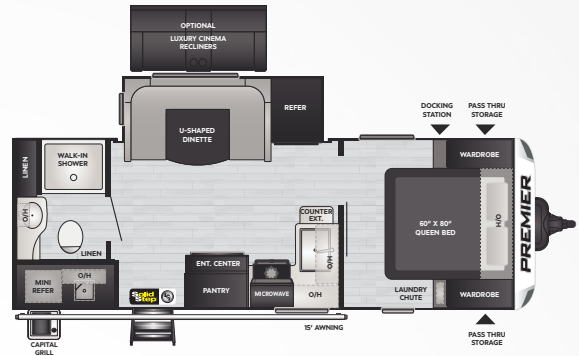 OPTIONAL
LUXURY CINEMA
RECLINERS
REFER
U-SHAPED
DINETTE
DOCKING
STATION
PASS THRU
STORAGE
LINEN
WALK-IN
SHOWER
WARDROBE
O/H
LINEN
COUNTER
EXT.
O/H
60" X 80"
QUEEN BED
O/H
PREMIER
MINI
REFER
O/H
ENT. CENTER
PANTRY
MICROWAVE
O/H
LAUNDRY
CHUTE
WARDROBE
Solid
Step
15' AWNING
CAPITAL
GRILL
PASS THRU
STORAGE